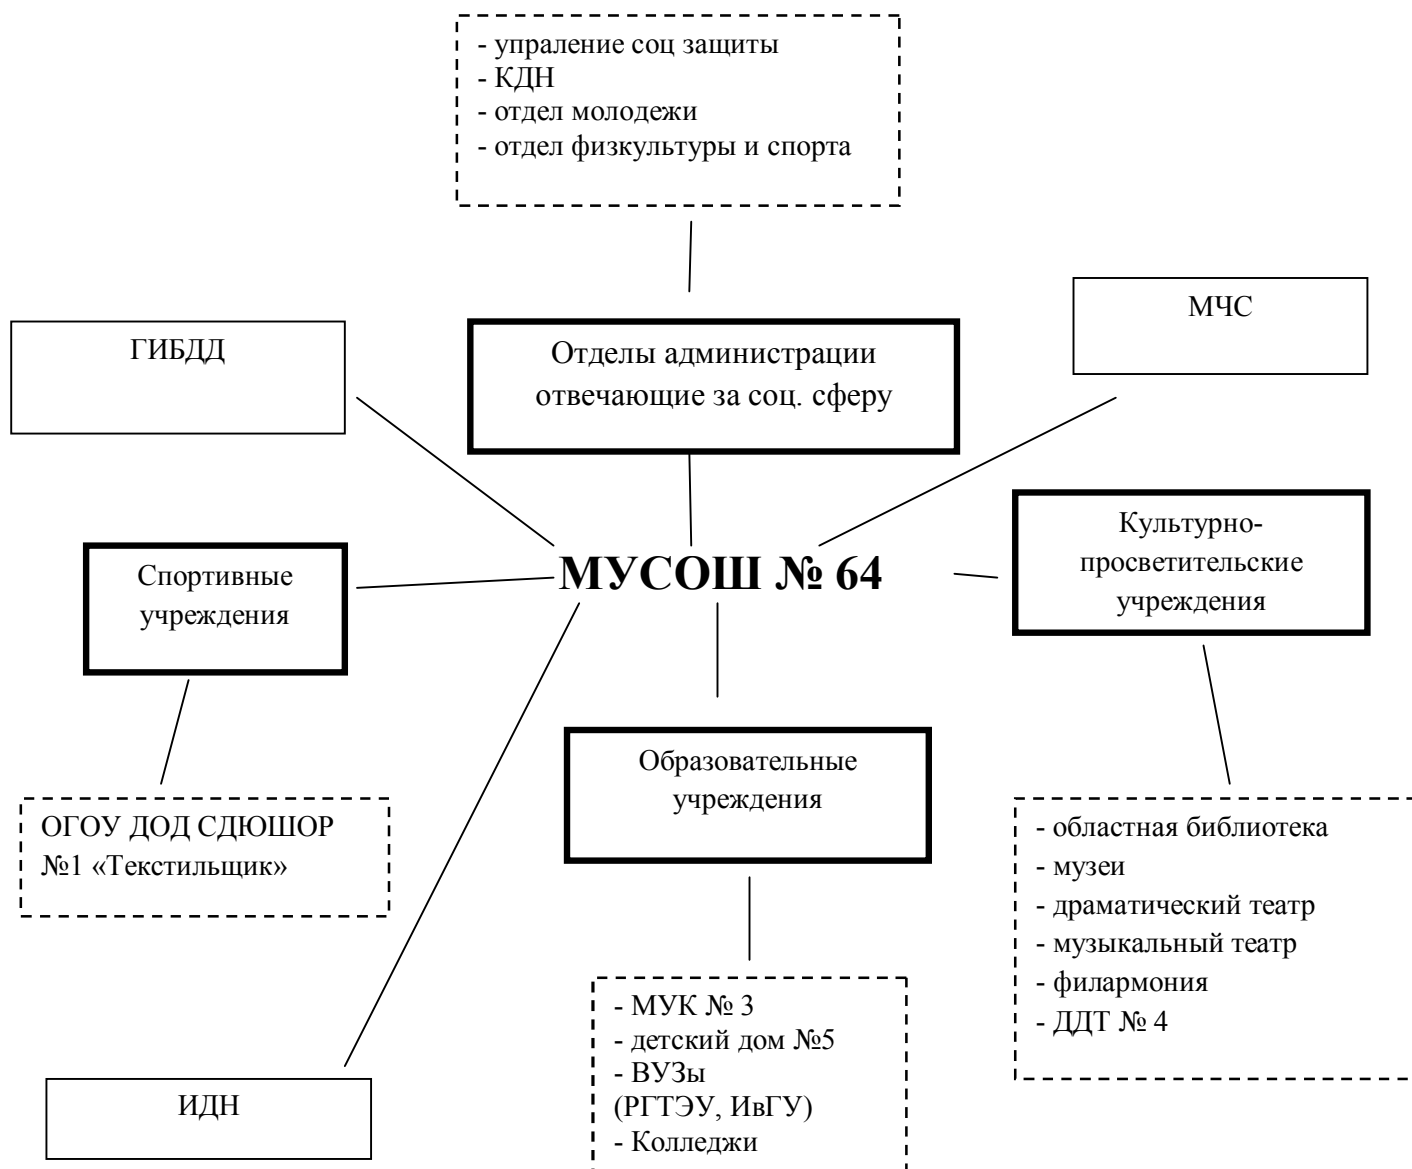 - упраление соц защиты
- КДН
- отдел молодежи
- отдел физкультуры и спорта
МЧС
ГИБДД
Отделы администрации
отвечающие за соц. сферу
Культурно-
просветительские
учреждения
Спортивные
учреждения
МУСОШ № 64
Образовательные
учреждения
ОГОУ ДОД СДЮШОР
№1 «Текстильщик»
- областная библиотека
- музеи
- драматический театр
- музыкальный театр
- филармония
- ДДТ № 4
- МУК № 3
- детский дом №5
- ВУЗы
(РГТЭУ, ИвГУ)
- Колледжи
ИДН